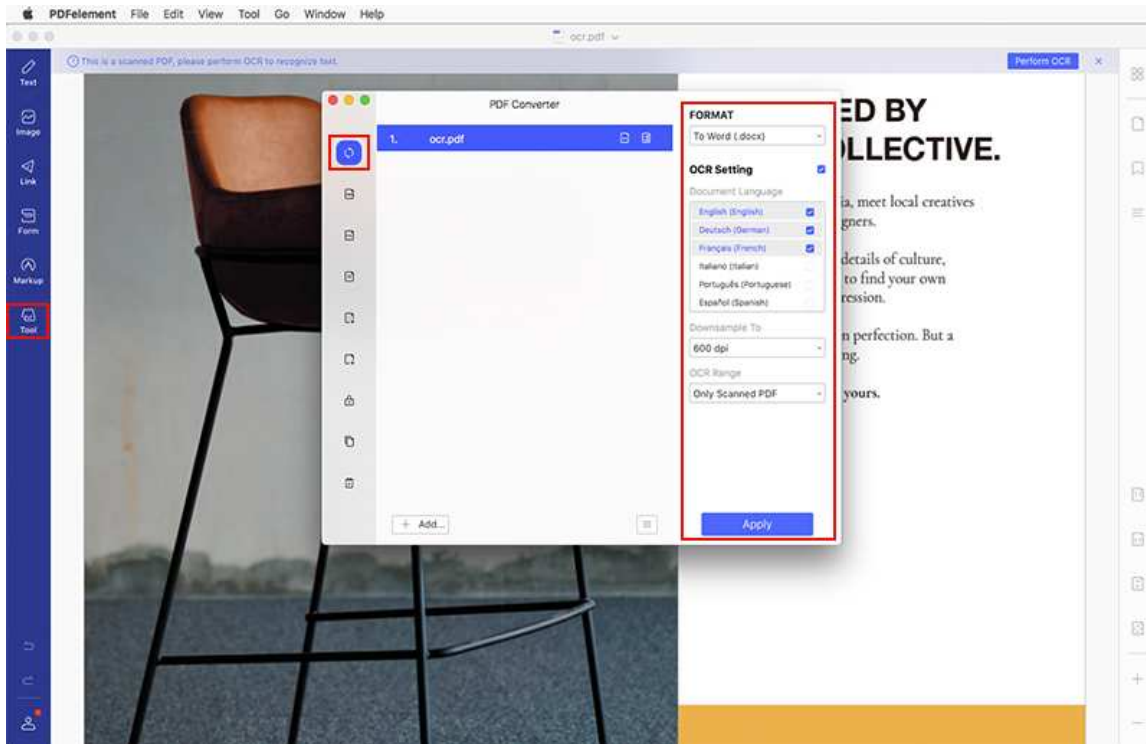 PDFelement File Edit View Tool Go Window Help
ocr.pdf
This is a scanned PDF, please perform OCR to recognize text.
Perform OCR
Text
Image
Link
Form
Markup
Tool
PDF Converter
1. ocr.pdf
+ Add...
FORMAT
To Word (.docx)
OCR Setting
Document Language
English (English)
Deutsch (German)
Français (French)
Italiano (Italian)
Português (Portuguese)
Español (Spanish)
Downsample To
600 dpi
OCR Range
Only Scanned PDF
Apply
ED BY
LLECTIVE.
ia, meet local creatives
gners.
details of culture,
to find your own
ression.
n perfection. But a
ng.
yours.